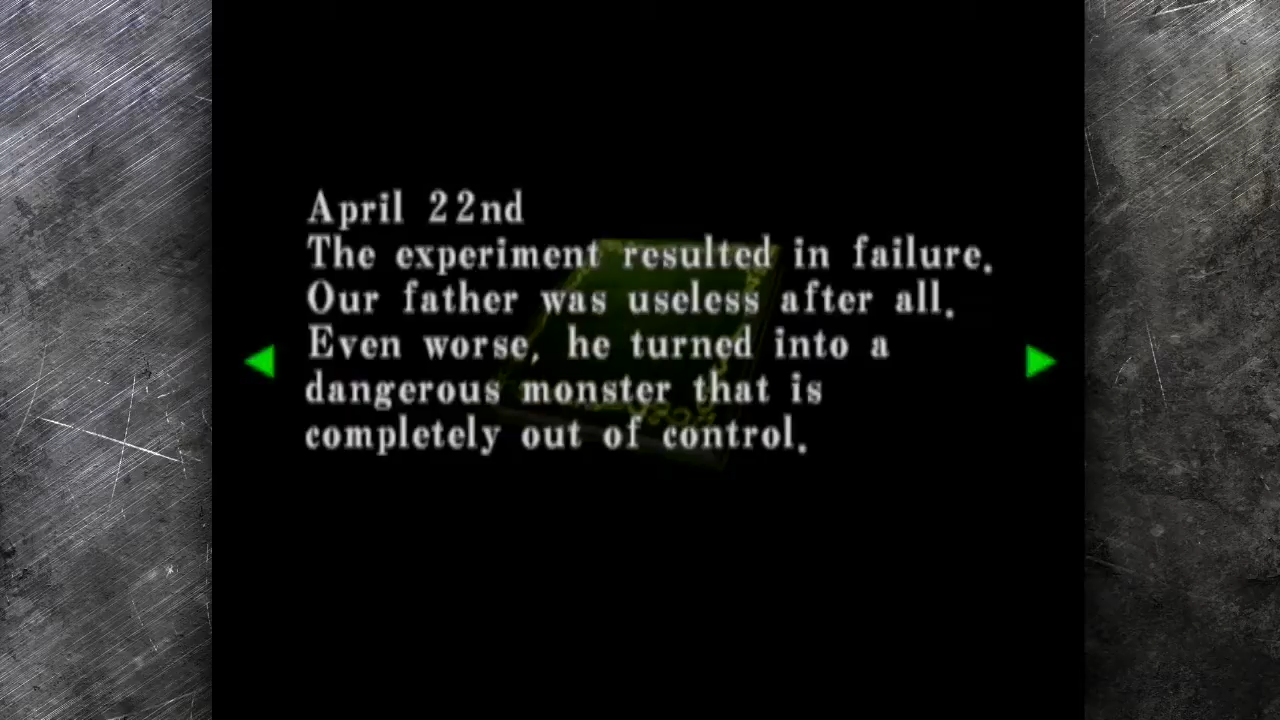 April 22nd
The experiment resulted in failure.
Our father was useless after all.
Even worse, he turned into a
dangerous monster that is
completely out of control.